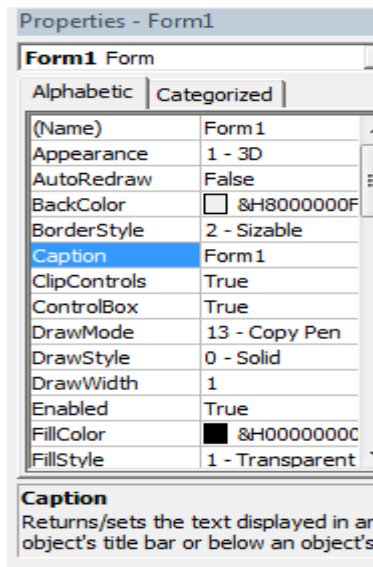 Properties - Form1
Form1 Form
Alphabetic Categorized
(Name) Form1
Appearance 1 - 3D
AutoRedraw False
BackColor &H8000000F
BorderStyle 2 - Sizable
Caption Form1
ClipControls True
ControlBox True
DrawMode 13 - Copy Pen
DrawStyle 0 - Solid
DrawWidth 1
Enabled True
FillColor &H0000000
FillStyle 1 - Transparent
Caption
Returns/sets the text displayed in an
object's title bar or below an object's